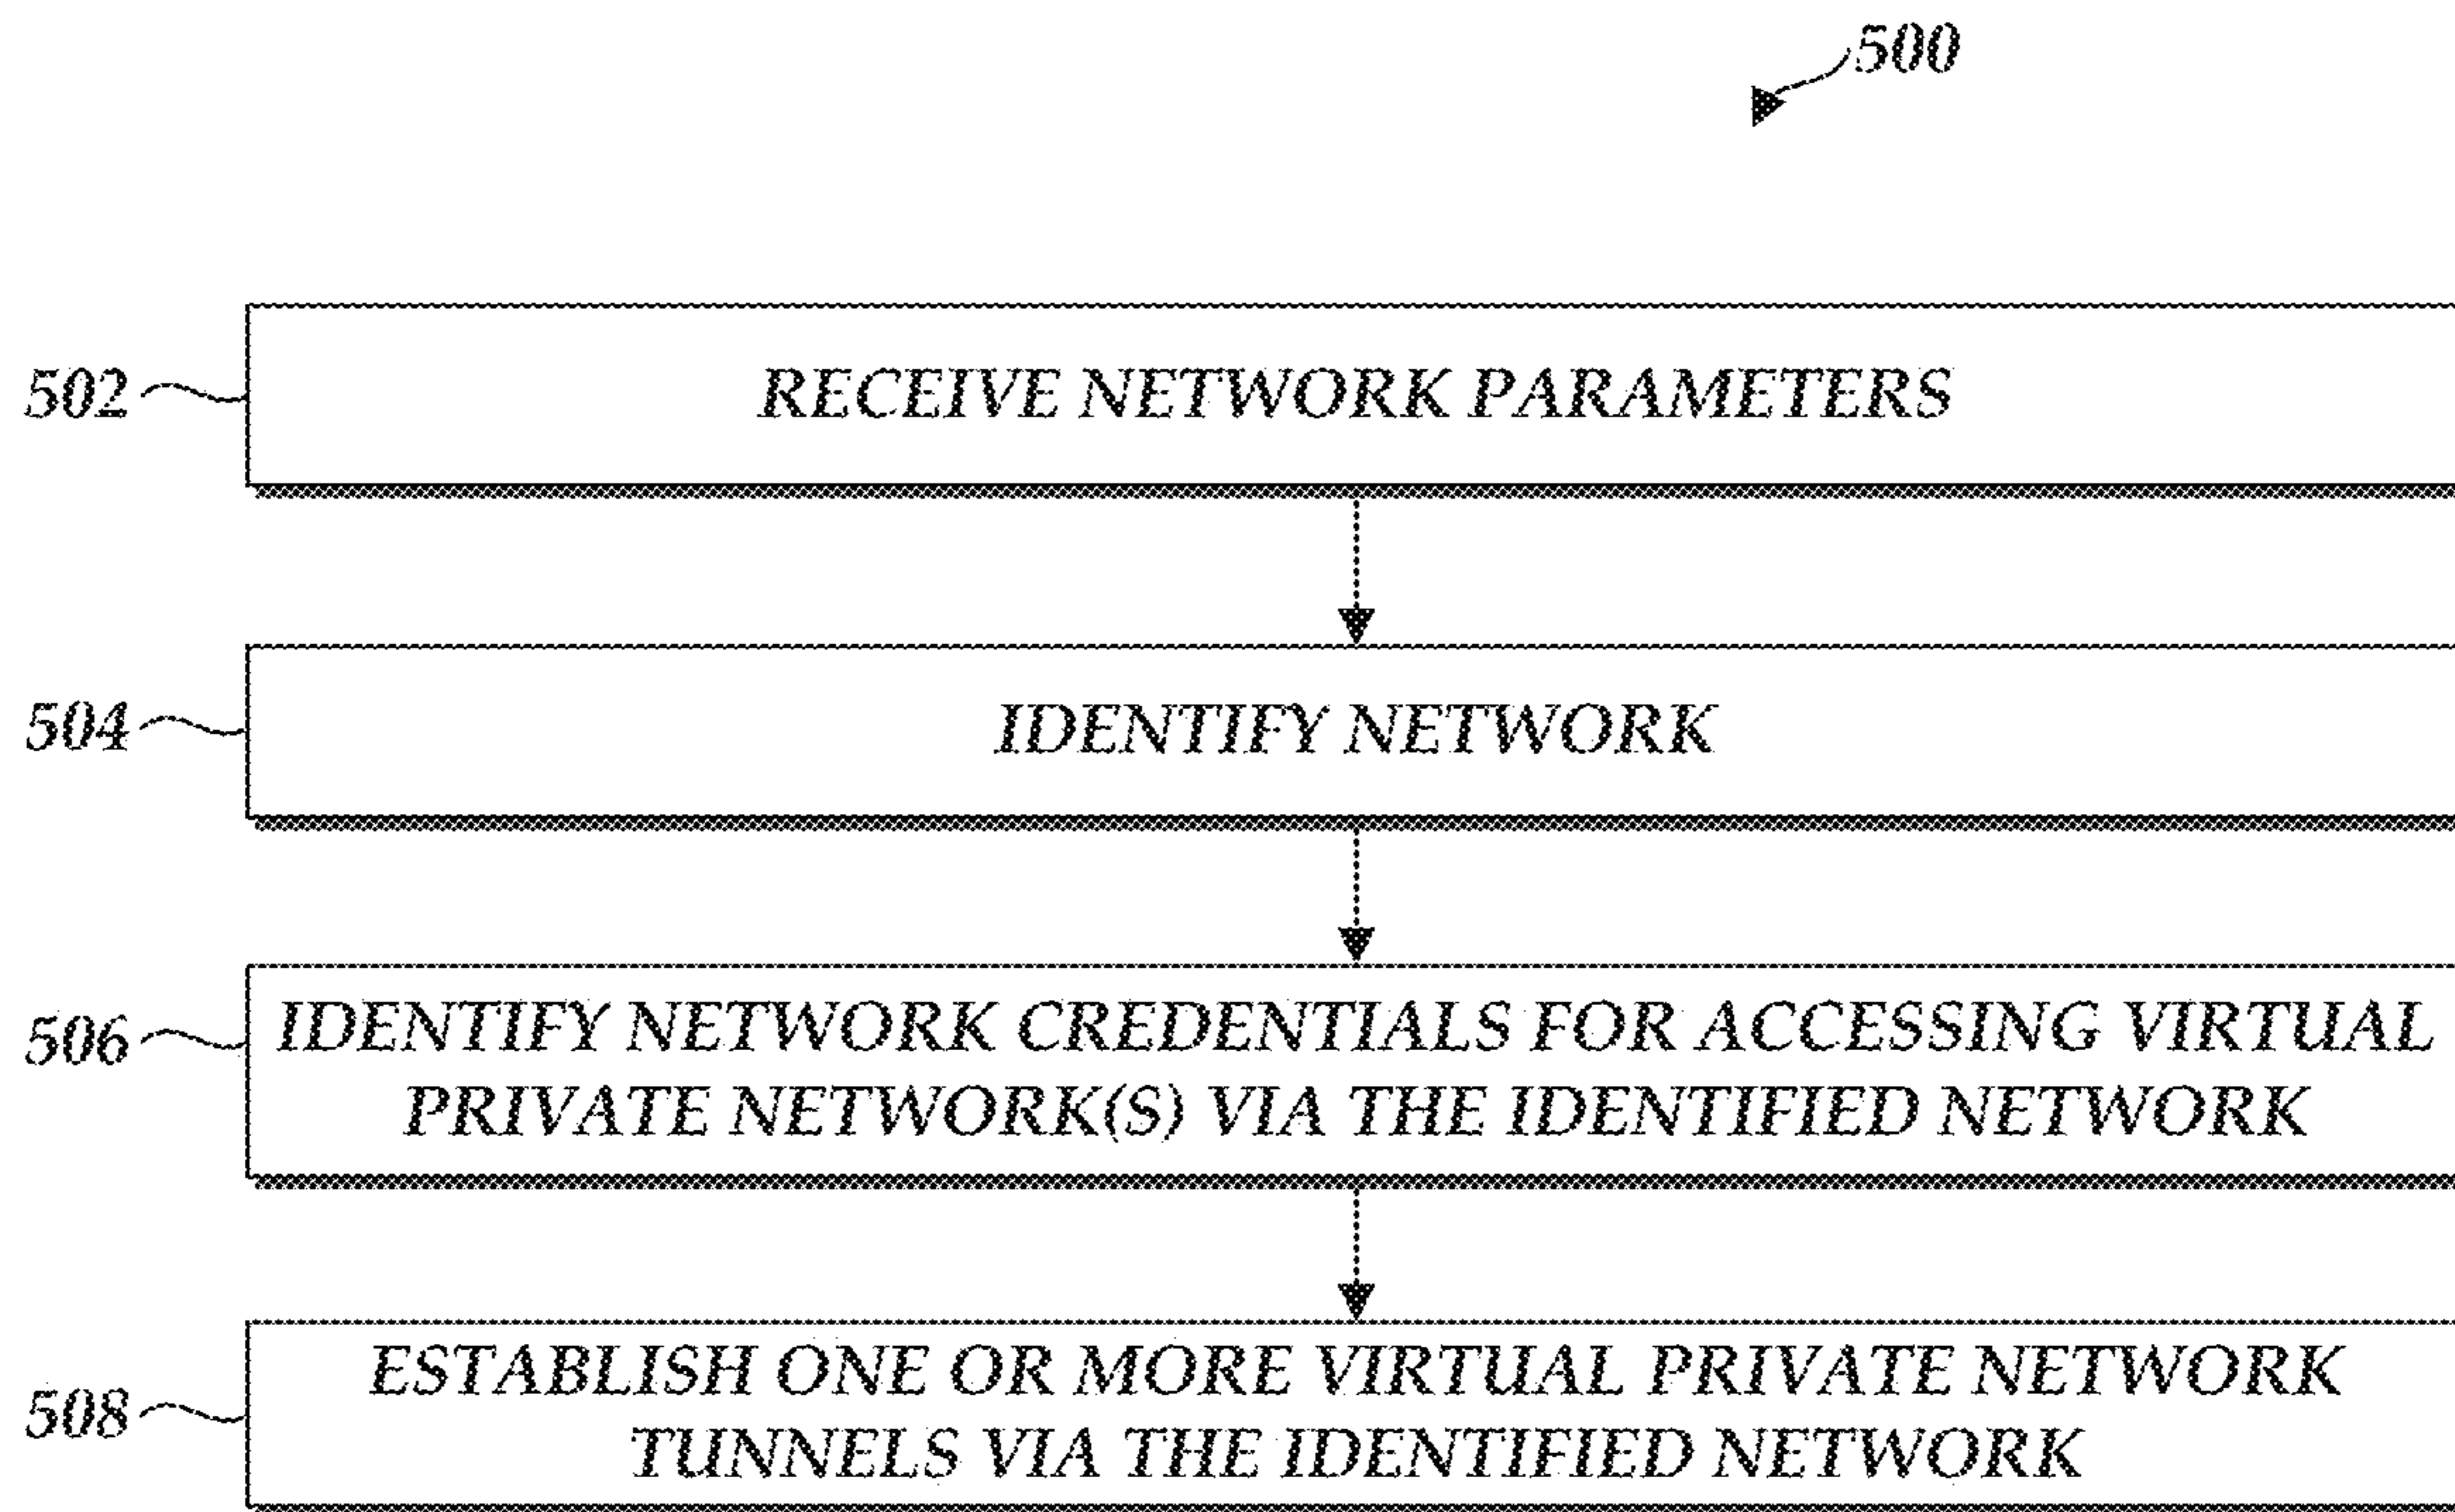 500
502
RECEIVE NETWORK PARAMETERS
504
IDENTIFY NETWORK
506
IDENTIFY NETWORK CREDENTIALS FOR ACCESSING VIRTUAL
PRIVATE NETWORK(S) VIA THE IDENTIFIED NETWORK
508
ESTABLISH ONE OR MORE VIRTUAL PRIVATE NETWORK
TUNNELS VIA THE IDENTIFIED NETWORK